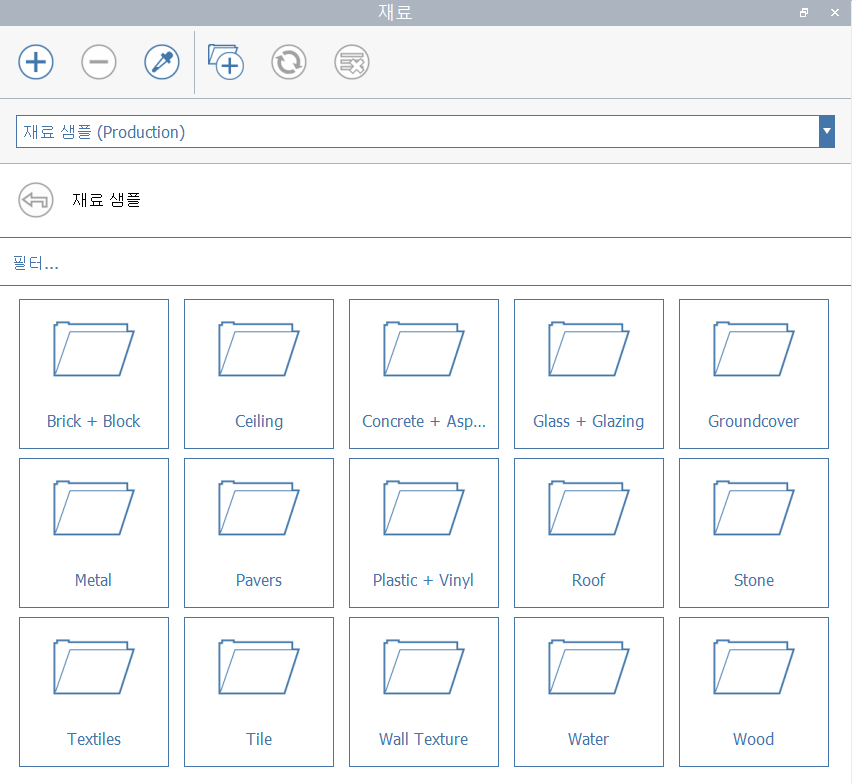 재료
재료 샘플 (Production)
재료 샘플
필터...
Brick + Block
Ceiling
Concrete + Asp...
Glass + Glazing
Groundcover
Metal
Pavers
Plastic + Vinyl
Roof
Stone
Textiles
Tile
Wall Texture
Water
Wood